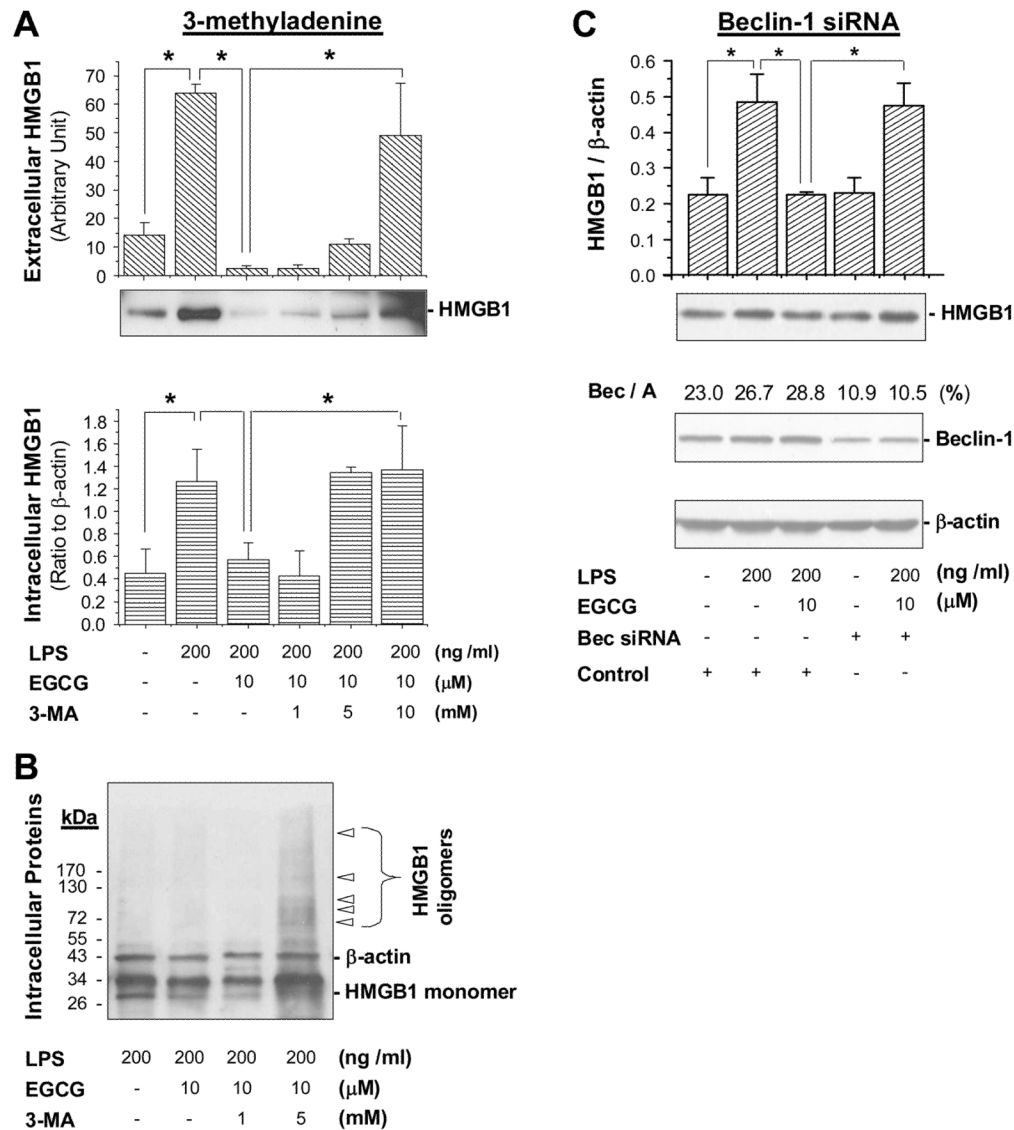 A
3-methyladenine
* * *
Extracellular HMGB1
(Arbitrary Unit)
70
60
50
40
30
20
10
0
- HMGB1
* *
Intracellular HMGB1
(Ratio to β-actin)
1.8
1.6
1.4
1.2
1.0
0.8
0.6
0.4
0.2
0.0
LPS - 200 200 200 200 200 (ng /ml)
EGCG - - 10 10 10 10 (μM)
3-MA - - - 1 5 10 (mM)
B
Intracellular Proteins
kDa
170 -
130 -
72 -
55 -
43 -
34 -
26 -
HMGB1
oligomers
- β-actin
- HMGB1 monomer
LPS 200 200 200 200 (ng /ml)
EGCG - 10 10 10 (μM)
3-MA - - 1 5 (mM)
C
Beclin-1 siRNA
* * *
HMGB1 / β-actin
0.6
0.5
0.4
0.3
0.2
0.1
0.0
- HMGB1
Bec / A 23.0 26.7 28.8 10.9 10.5 (%)
- Beclin-1
- β-actin
LPS - 200 200 - 200 (ng /ml)
EGCG - - 10 - 10 (μM)
Bec siRNA - - - + +
Control + + + - -